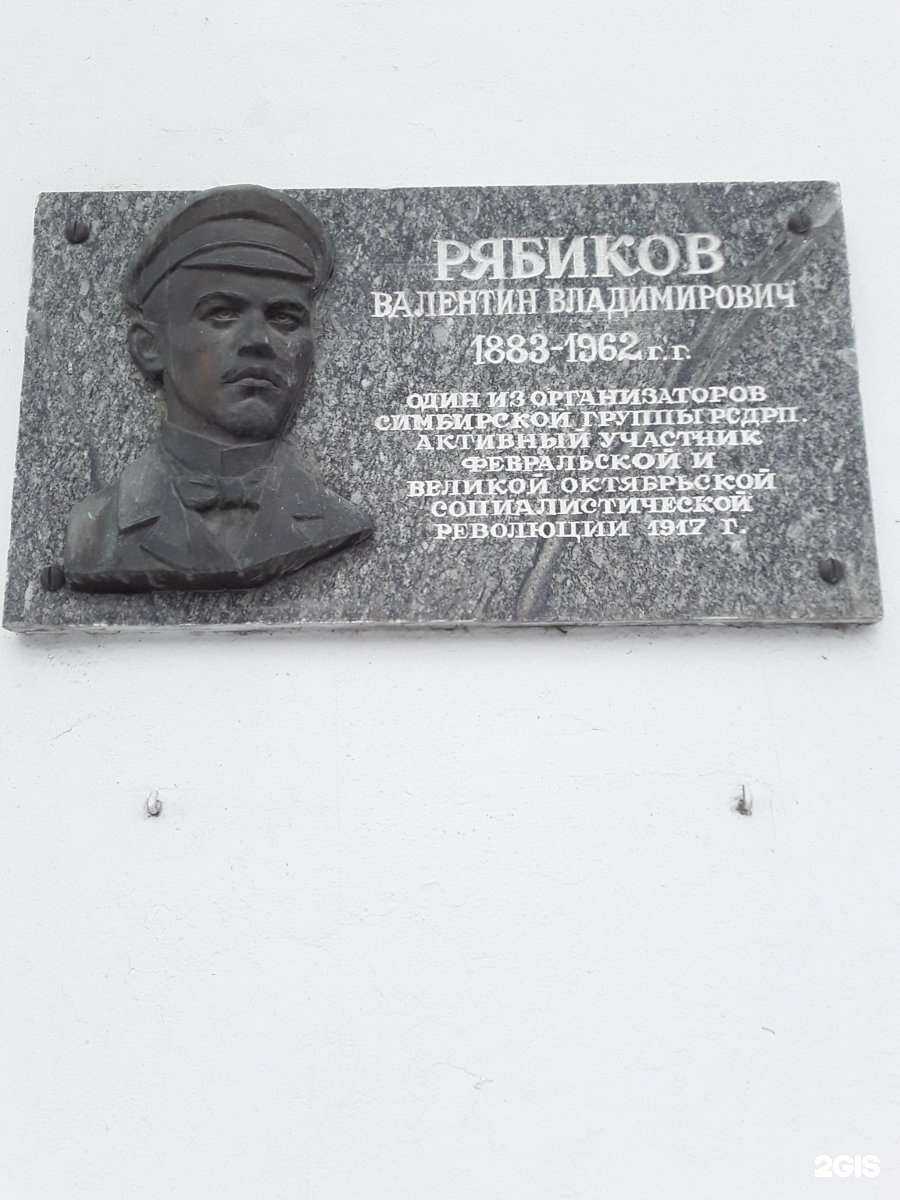 РЯБИКОВ
ВАЛЕНТИН ВЛАДИМИРОВИЧ
1883-1962 г.г.
ОДИН ИЗ ОРГАНИЗАТОРОВ
СИМБИРСКОЙ ГРУППЫ РСДРП.
АКТИВНЫЙ УЧАСТНИК
ФЕВРАЛЬСКОЙ И
ВЕЛИКОЙ ОКТЯБРЬСКОЙ
СОЦИАЛИСТИЧЕСКОЙ
РЕВОЛЮЦИИ 1917 Г.
2GIS